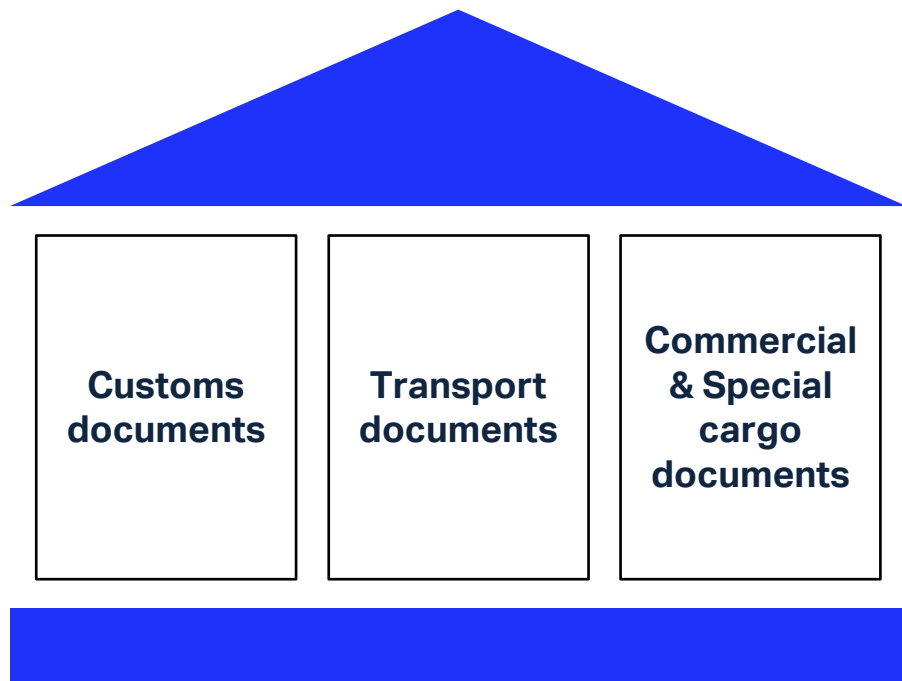 Customs
documents
Transport
documents
Commercial
& Special
cargo
documents